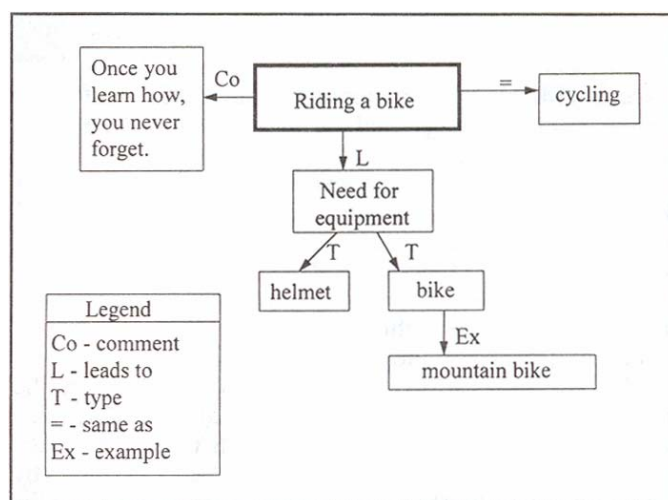 Once you
learn how,
you never
forget.
Co
Riding a bike
=
cycling
L
Need for
equipment
T
T
helmet
bike
Ex
mountain bike
Legend
Co - comment
L - leads to
T - type
= - same as
Ex - example